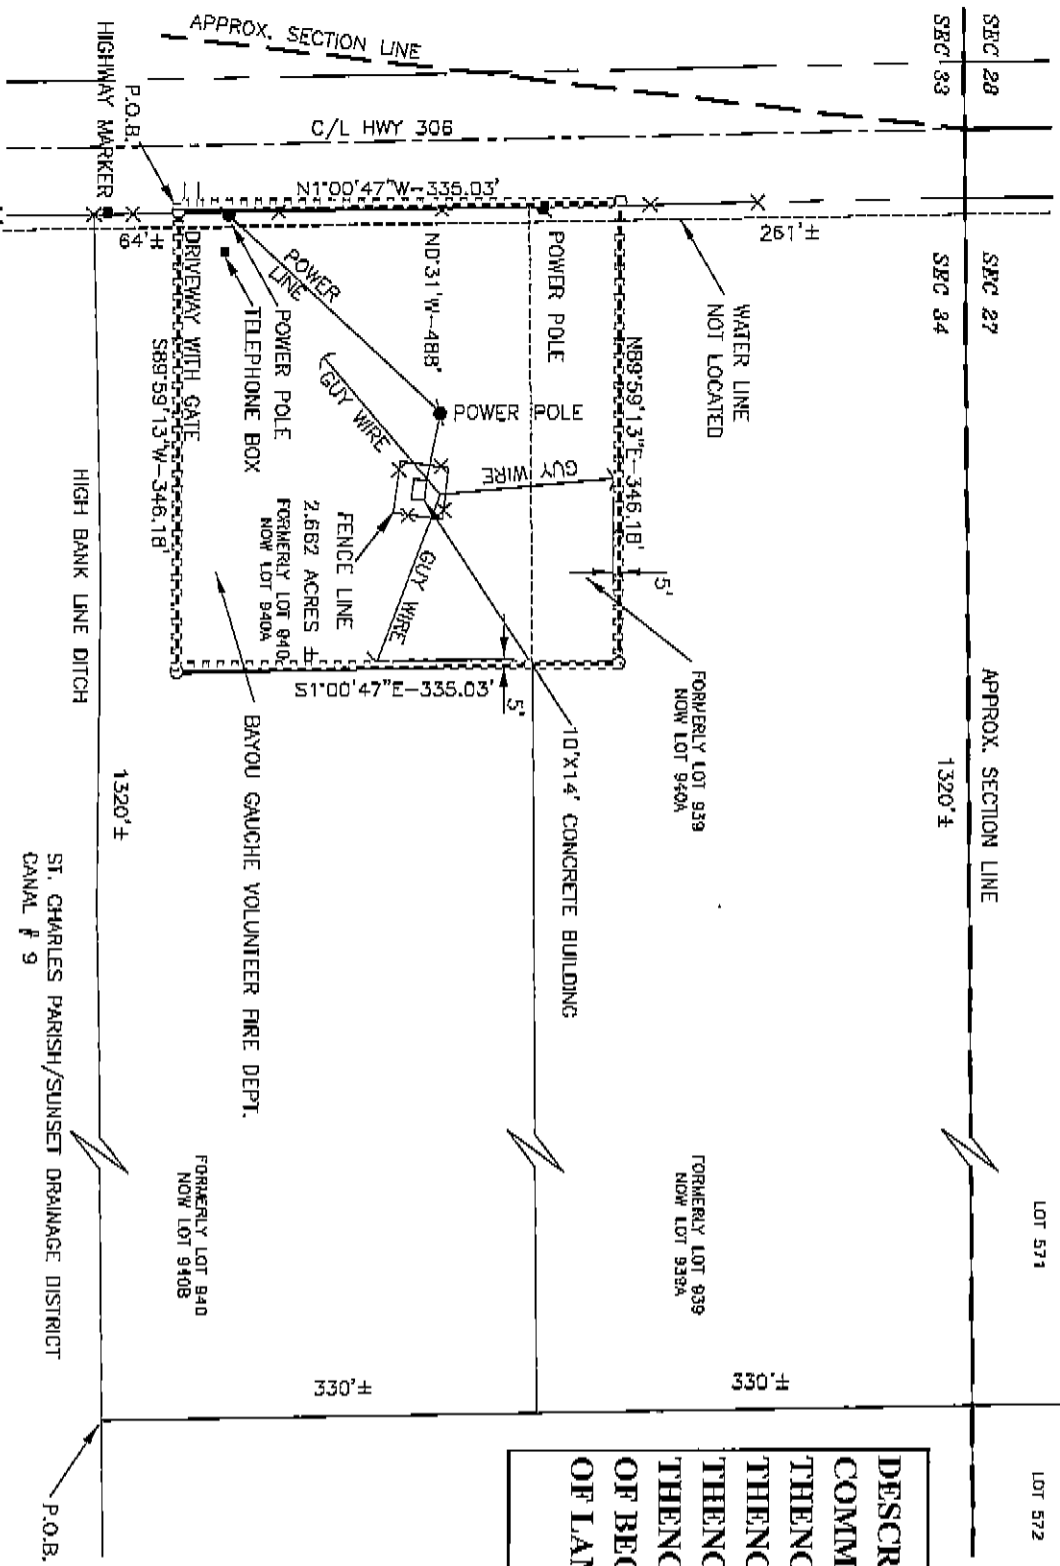 SEC 28
SEC 33
APPROX. SECTION LINE
C/L HWY 306
HIGHWAY MARKER
P.O.B.
N1°00'47"W-335.03'
64'±
261'±
SEC 27
SEC 34
WATER LINE
NOT LOCATED
DRIVEWAY WITH GATE
S89°59'13"W-346.18'
POWER
LINE
POWER POLE
TELEPHONE BOX
N0°31'W-488'
POWER POLE
N89°59'13"E-346.18'
POWER POLE
GUY WIRE
GUY WIRE
GUY WIRE
FENCE LINE
2.662 ACRES ±
FORMERLY LOT 940
NOW LOT 940A
5'
5'
S1°00'47"E-335.03'
FORMERLY LOT 939
NOW LOT 940A
10'X14' CONCRETE BUILDING
BAYOU GAUCHE VOLUNTEER FIRE DEPT.
HIGH BANK LINE DITCH
APPROX. SECTION LINE
1320'±
1320'±
ST. CHARLES PARISH/SUNSET DRAINAGE DISTRICT
CANAL # 9
FORMERLY LOT 940
NOW LOT 940B
FORMERLY LOT 939
NOW LOT 939A
LOT 571
LOT 572
330'±
330'±
P.O.B.
DESCR
COMM
THENC
THENC
THENC
THENC
OF BEG
OF LAN